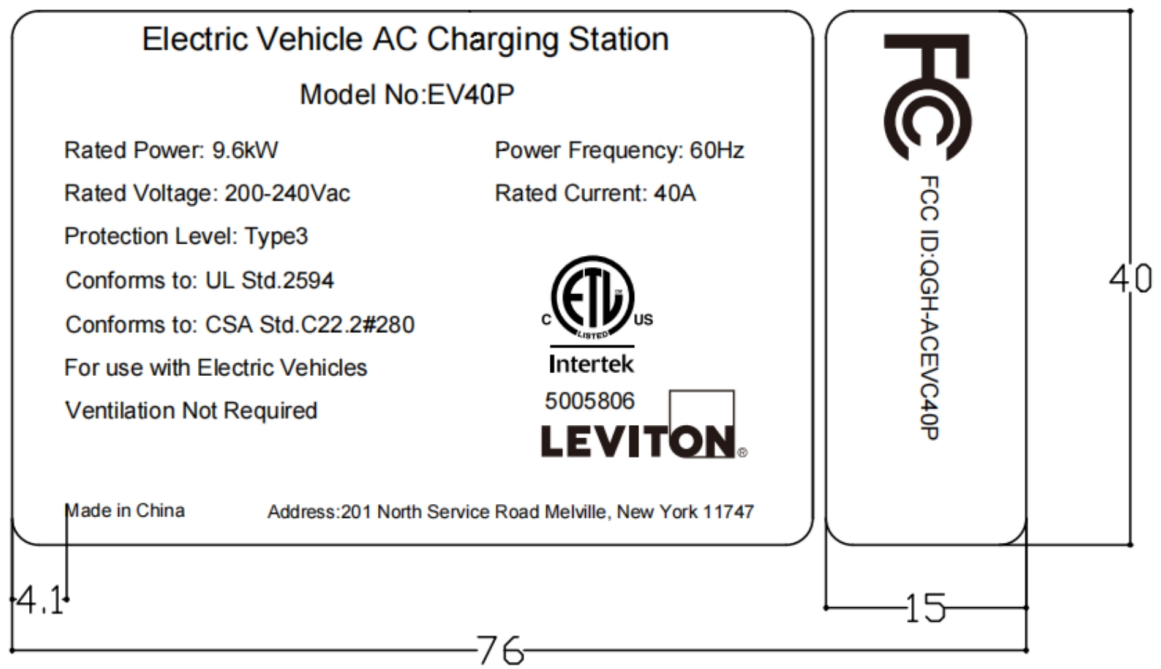 Electric Vehicle AC Charging Station
Model No:EV40P
Rated Power: 9.6kW
Power Frequency: 60Hz
Rated Voltage: 200-240Vac
Rated Current: 40A
Protection Level: Type3
Conforms to: UL Std.2594
Conforms to: CSA Std.C22.2#280
For use with Electric Vehicles
Ventilation Not Required
ETL
TM
C
US
LISTED
Intertek
5005806
LEVITON®
Made in China
Address:201 North Service Road Melville, New York 11747
FC
FCC ID:QGH-ACEVC40P
40
4.1
15
76